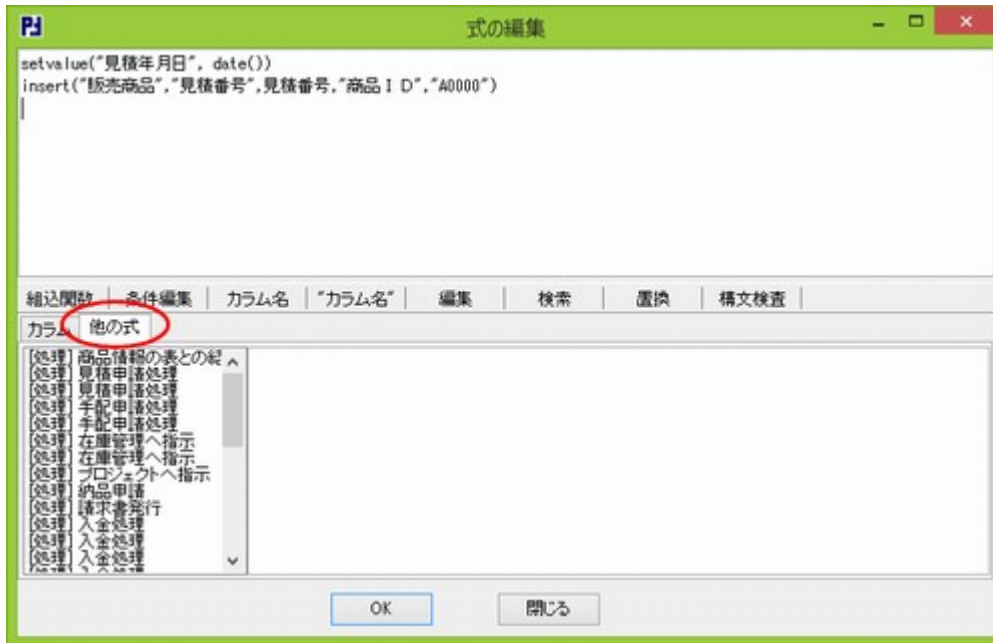 式の編集
setvalue("見積年月日", date())
insert("販売商品","見積番号",見積番号,"商品ＩＤ","A0000")
組込関数 条件編集 カラム名 "カラム名" 編集 検索 置換 構文検査
カラム 他の式
[処理] 商品情報の表との結
[処理] 見積申請処理
[処理] 見積申請処理
[処理] 手配申請処理
[処理] 手配申請処理
[処理] 在庫管理へ指示
[処理] 在庫管理へ指示
[処理] プロジェクトへ指示
[処理] 納品申請
[処理] 請求書発行
[処理] 入金処理
[処理] 入金処理
[処理] 入金処理
OK 閉じる